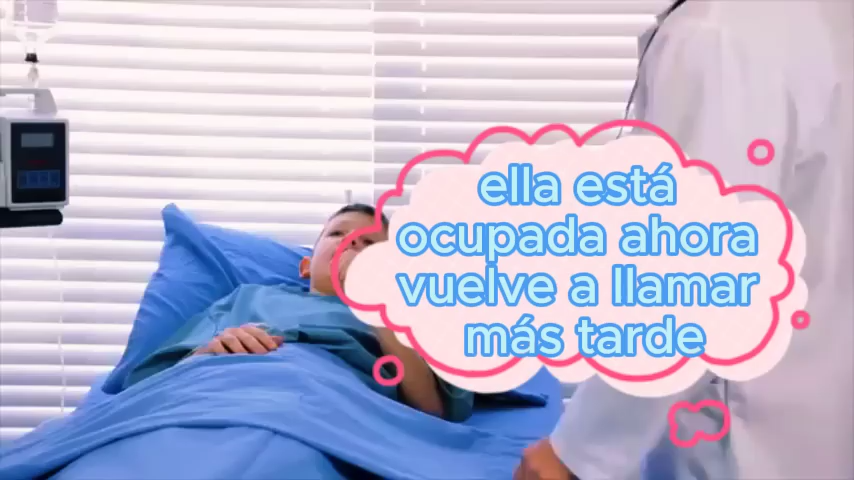 ella está
ocupada ahora
vuelve a llamar
más tarde